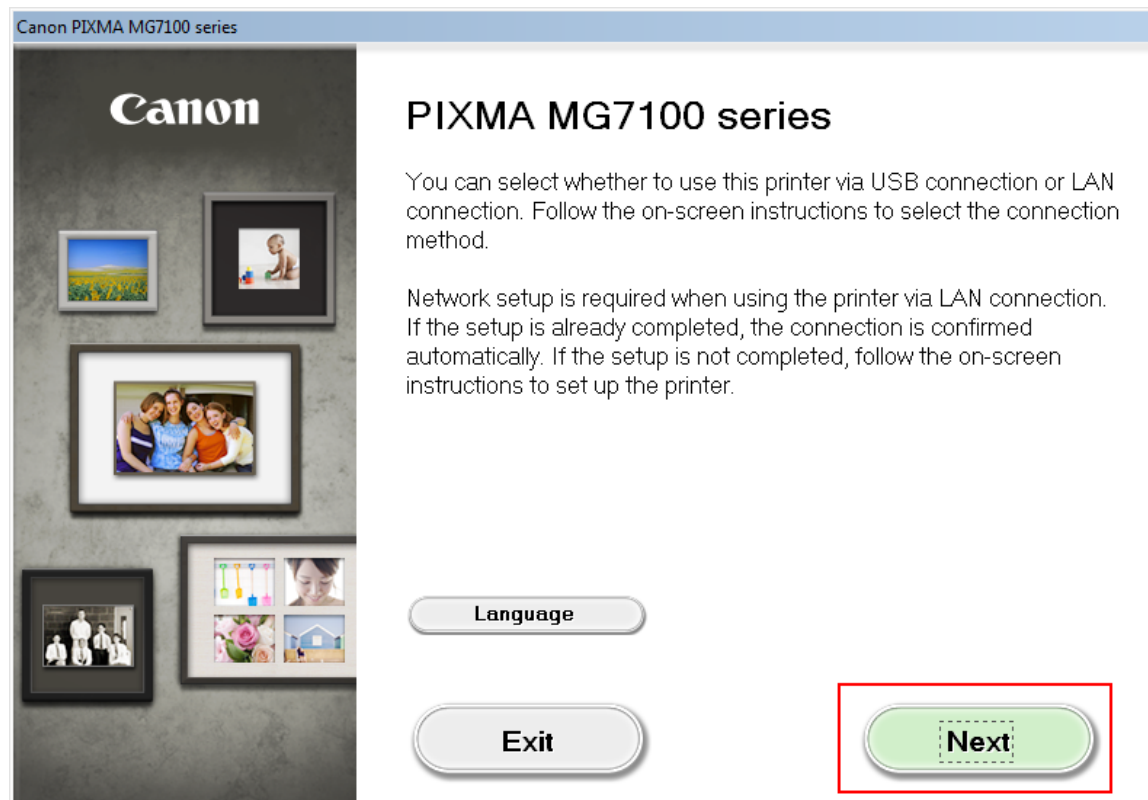 Canon PIXMA MG7100 series
Canon
PIXMA MG7100 series
You can select whether to use this printer via USB connection or LAN
connection. Follow the on-screen instructions to select the connection
method.
Network setup is required when using the printer via LAN connection.
If the setup is already completed, the connection is confirmed
automatically. If the setup is not completed, follow the on-screen
instructions to set up the printer.
Language
Exit
Next